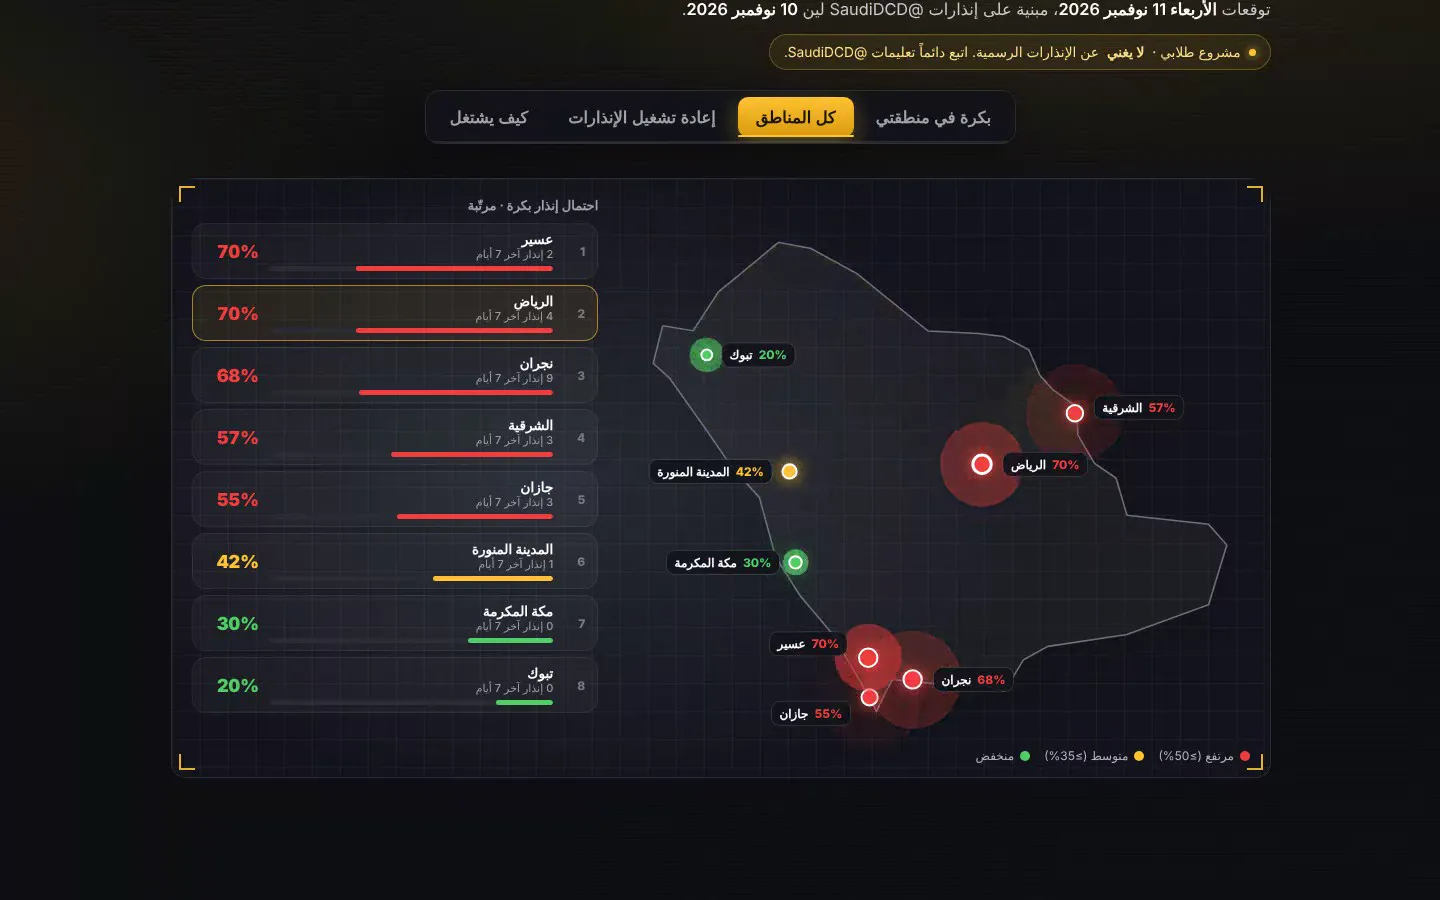 توقعات الأربعاء 11 نوفمبر 2026، مبنية على إنذارات @SaudiDCD لين 10 نوفمبر 2026.
مشروع طلابي · لا يغني عن الإنذارات الرسمية. اتبع دائماً تعليمات @SaudiDCD.
بكرة في منطقتي
كل المناطق
إعادة تشغيل الإنذارات
كيف يشتغل
تبوك 20%
الشرقية 57%
الرياض 70%
المدينة المنورة 42%
مكة المكرمة 30%
عسير 70%
نجران 68%
جازان 55%
مرتفع (≥50%)
متوسط (≥35%)
منخفض
احتمال إنذار بكرة · مرتّبة
1
عسير
2 إنذار آخر 7 أيام
70%
2
الرياض
4 إنذار آخر 7 أيام
70%
3
نجران
9 إنذار آخر 7 أيام
68%
4
الشرقية
3 إنذار آخر 7 أيام
57%
5
جازان
3 إنذار آخر 7 أيام
55%
6
المدينة المنورة
1 إنذار آخر 7 أيام
42%
7
مكة المكرمة
0 إنذار آخر 7 أيام
30%
8
تبوك
0 إنذار آخر 7 أيام
20%